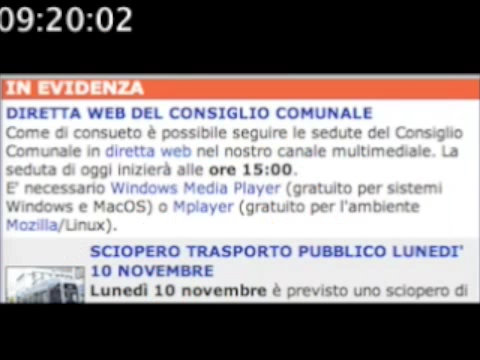 09:20:02
IN EVIDENZA
DIRETTA WEB DEL CONSIGLIO COMUNALE
Come di consueto è possibile seguire le sedute del Consiglio
Comunale in diretta web nel nostro canale multimediale. La
seduta di oggi inizierà alle ore 15:00.
E' necessario Windows Media Player (gratuito per sistemi
Windows e MacOS) o Mplayer (gratuito per l'ambiente
Mozilla/Linux).
SCIOPERO TRASPORTO PUBBLICO LUNEDI'
10 NOVEMBRE
Lunedì 10 novembre è previsto uno sciopero di